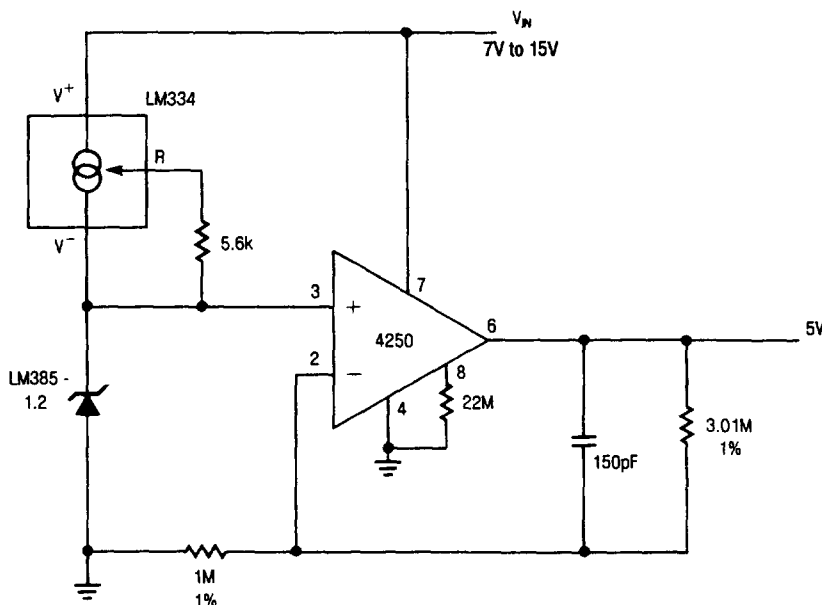 V_IN
7V to 15V
V+
LM334
R
V−
5.6k
3
+
7
4250
6
5V
2
−
8
4
22M
LM385 -
1.2
150pF
3.01M
1%
1M
1%